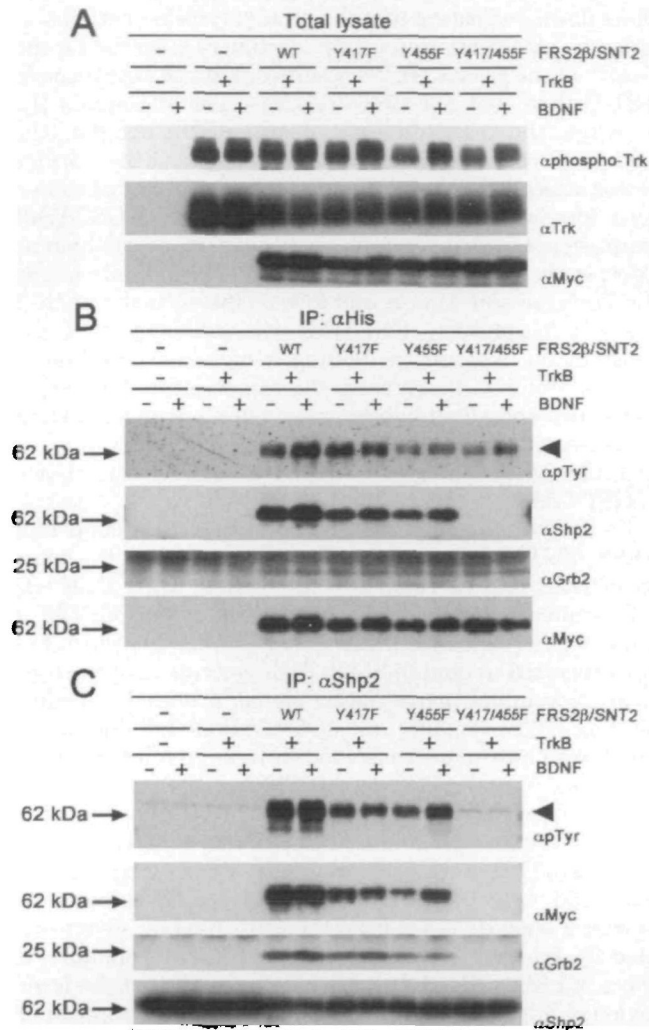 A
Total lysate
- - WT Y417F Y455F Y417/455F FRS2β/SNT2
- + + + + + TrkB
- + - + - + - + - + - + BDNF
αphospho-Trk
αTrk
αMyc
B
IP: αHis
- - WT Y417F Y455F Y417/455F FRS2β/SNT2
- + + + + + TrkB
- + - + - + - + - + - + BDNF
62 kDa
αpTyr
62 kDa
αShp2
25 kDa
αGrb2
62 kDa
αMyc
C
IP: αShp2
- - WT Y417F Y455F Y417/455F FRS2β/SNT2
- + + + + + TrkB
- + - + - + - + - + - + BDNF
62 kDa
αpTyr
62 kDa
αMyc
25 kDa
αGrb2
62 kDa
αShp2